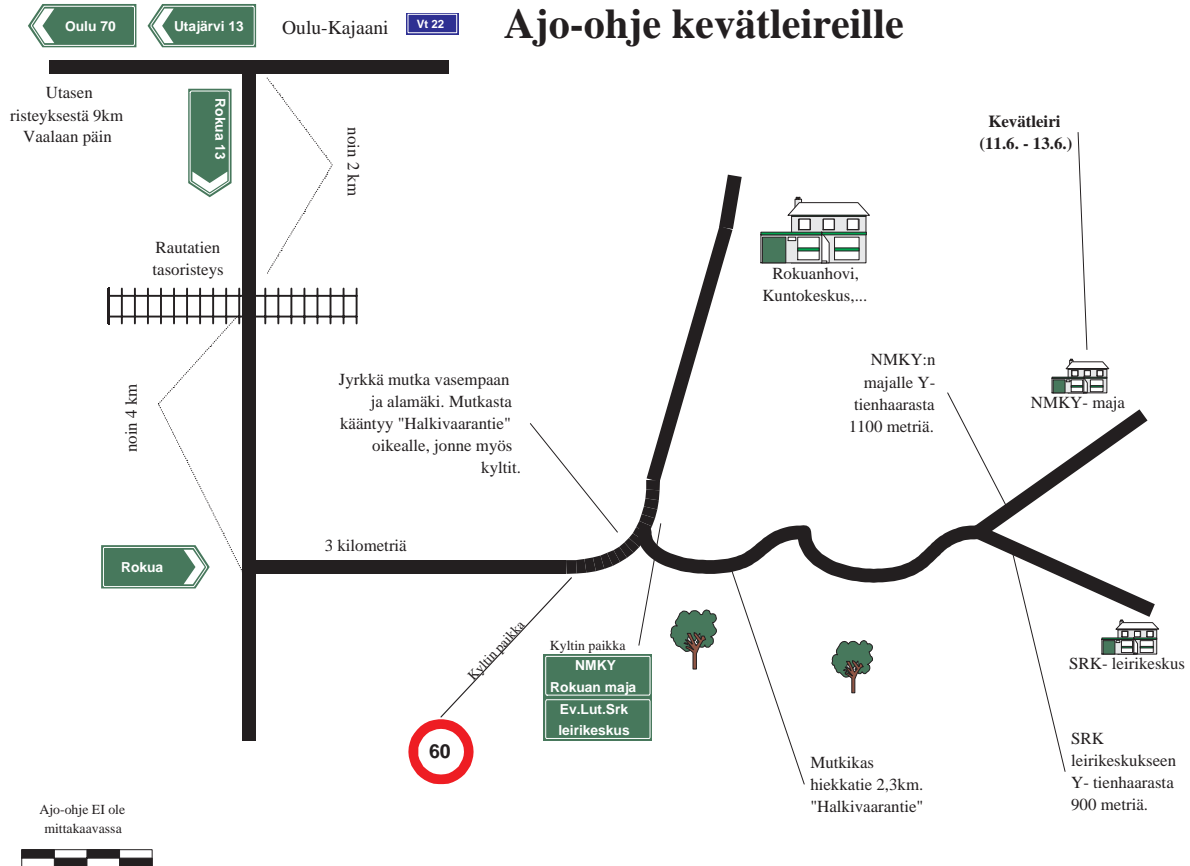 Oulu 70
Utajärvi 13
Oulu-Kajaani
Vt 22
Ajo-ohje kevätleireille
Utasen
risteyksestä 9km
Vaalaan päin
Rokua 13
noin 2 km
Kevätleiri
(11.6. - 13.6.)
Rautatien
tasoristeys
Rokuanhovi,
Kuntokeskus,...
noin 4 km
Jyrkkä mutka vasempaan
ja alamäki. Mutkasta
kääntyy "Halkivaarantie"
oikealle, jonne myös
kyltit.
NMKY:n
majalle Y-
tienhaarasta
1100 metriä.
NMKY- maja
Rokua
3 kilometriä
Kyltin paikka
60
Kyltin paikka
NMKY
Rokuan maja
Ev.Lut.Srk
leirikeskus
SRK- leirikeskus
Mutkikas
hiekkatie 2,3km.
"Halkivaarantie"
SRK
leirikeskukseen
Y- tienhaarasta
900 metriä.
Ajo-ohje EI ole
mittakaavassa